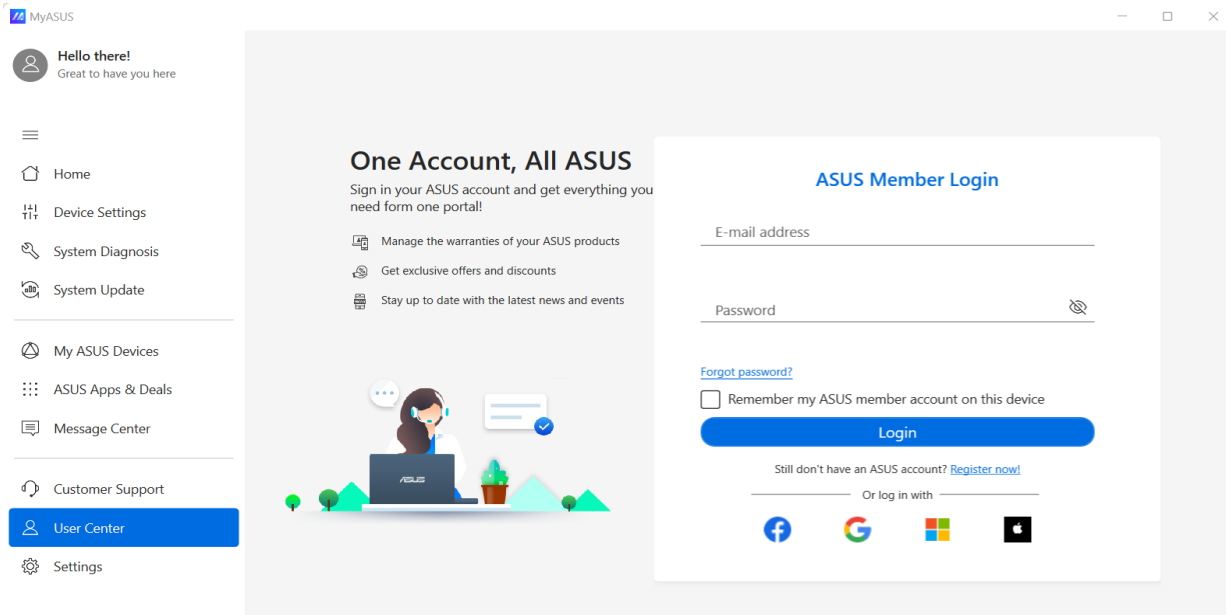 MyASUS
Hello there!
Great to have you here
Home
Device Settings
System Diagnosis
System Update
My ASUS Devices
ASUS Apps & Deals
Message Center
Customer Support
User Center
Settings
One Account, All ASUS
Sign in your ASUS account and get everything you
need form one portal!
Manage the warranties of your ASUS products
Get exclusive offers and discounts
Stay up to date with the latest news and events
ASUS
ASUS Member Login
E-mail address
Password
Forgot password?
Remember my ASUS member account on this device
Login
Still don't have an ASUS account? Register now!
Or log in with